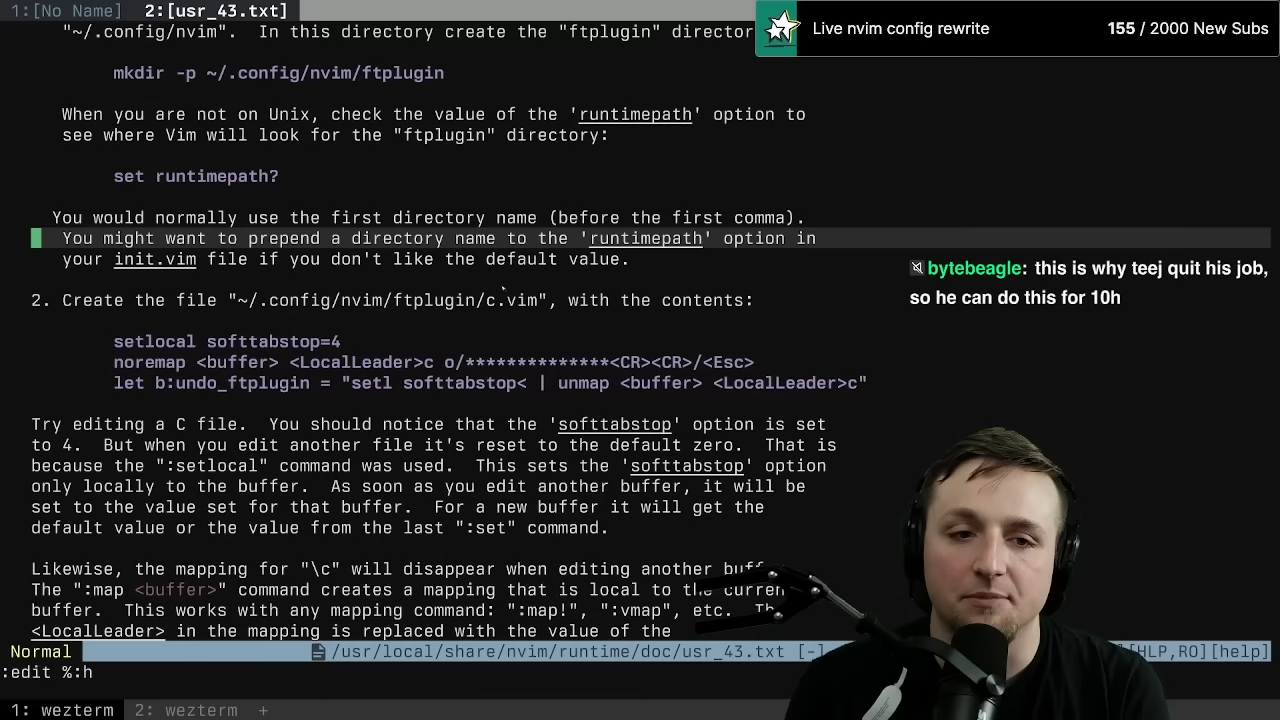 1:[No Name]  2:[usr_43.txt]
Live nvim config rewrite
155 / 2000 New Subs
"~/.config/nvim".  In this directory create the "ftplugin" director
mkdir -p ~/.config/nvim/ftplugin
When you are not on Unix, check the value of the 'runtimepath' option to
see where Vim will look for the "ftplugin" directory:
set runtimepath?
You would normally use the first directory name (before the first comma).
You might want to prepend a directory name to the 'runtimepath' option in
your init.vim file if you don't like the default value.
bytebeagle: this is why teej quit his job,
so he can do this for 10h
2. Create the file "~/.config/nvim/ftplugin/c.vim", with the contents:
setlocal softtabstop=4
noremap <buffer> <LocalLeader>c o/**************<CR><CR>/<Esc>
let b:undo_ftplugin = "setl softtabstop< | unmap <buffer> <LocalLeader>c"
Try editing a C file.  You should notice that the 'softtabstop' option is set
to 4.  But when you edit another file it's reset to the default zero.  That is
because the ":setlocal" command was used.  This sets the 'softtabstop' option
only locally to the buffer.  As soon as you edit another buffer, it will be
set to the value set for that buffer.  For a new buffer it will get the
default value or the value from the last ":set" command.
Likewise, the mapping for "\c" will disappear when editing another buff
The ":map <buffer>" command creates a mapping that is local to the curren
buffer.  This works with any mapping command: ":map!", ":vmap", etc.
<LocalLeader> in the mapping is replaced with the value of the
Normal /usr/local/share/nvim/runtime/doc/usr_43.txt [-] [HLP,RO][help]
:edit %:h
1: wezterm  2: wezterm  +